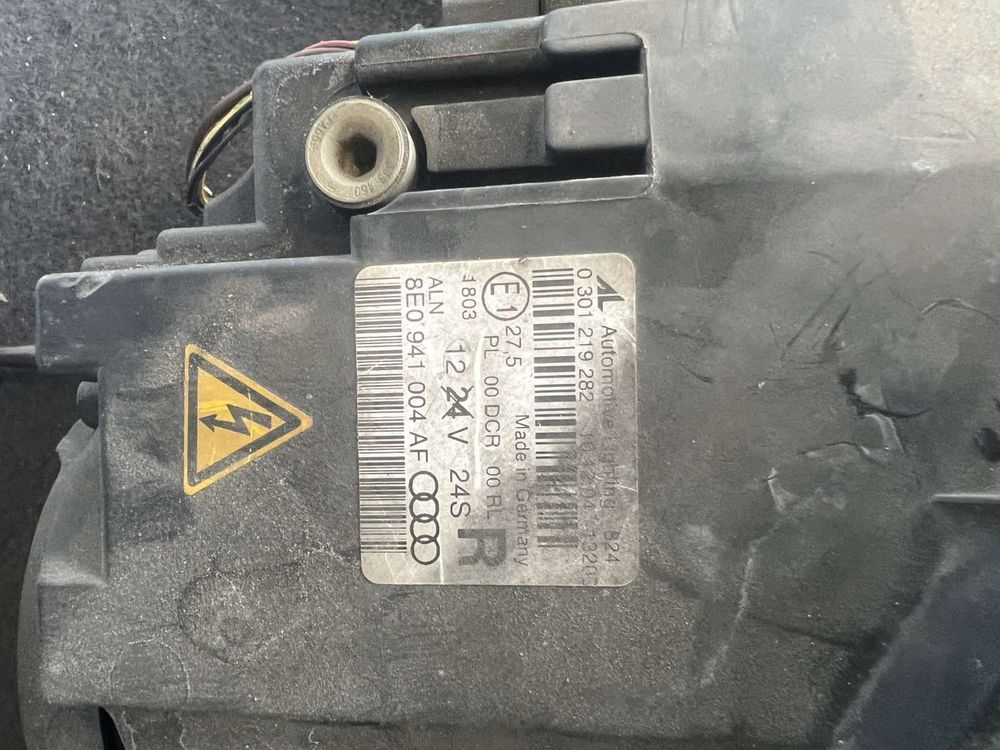 AL Automotive Lighting 824
0 301 219 282
E1 27,5 Made in Germany
PL 00 DCR 00 RL
1803 12 24 V 24S R
ALN
8E0 941 004 AF